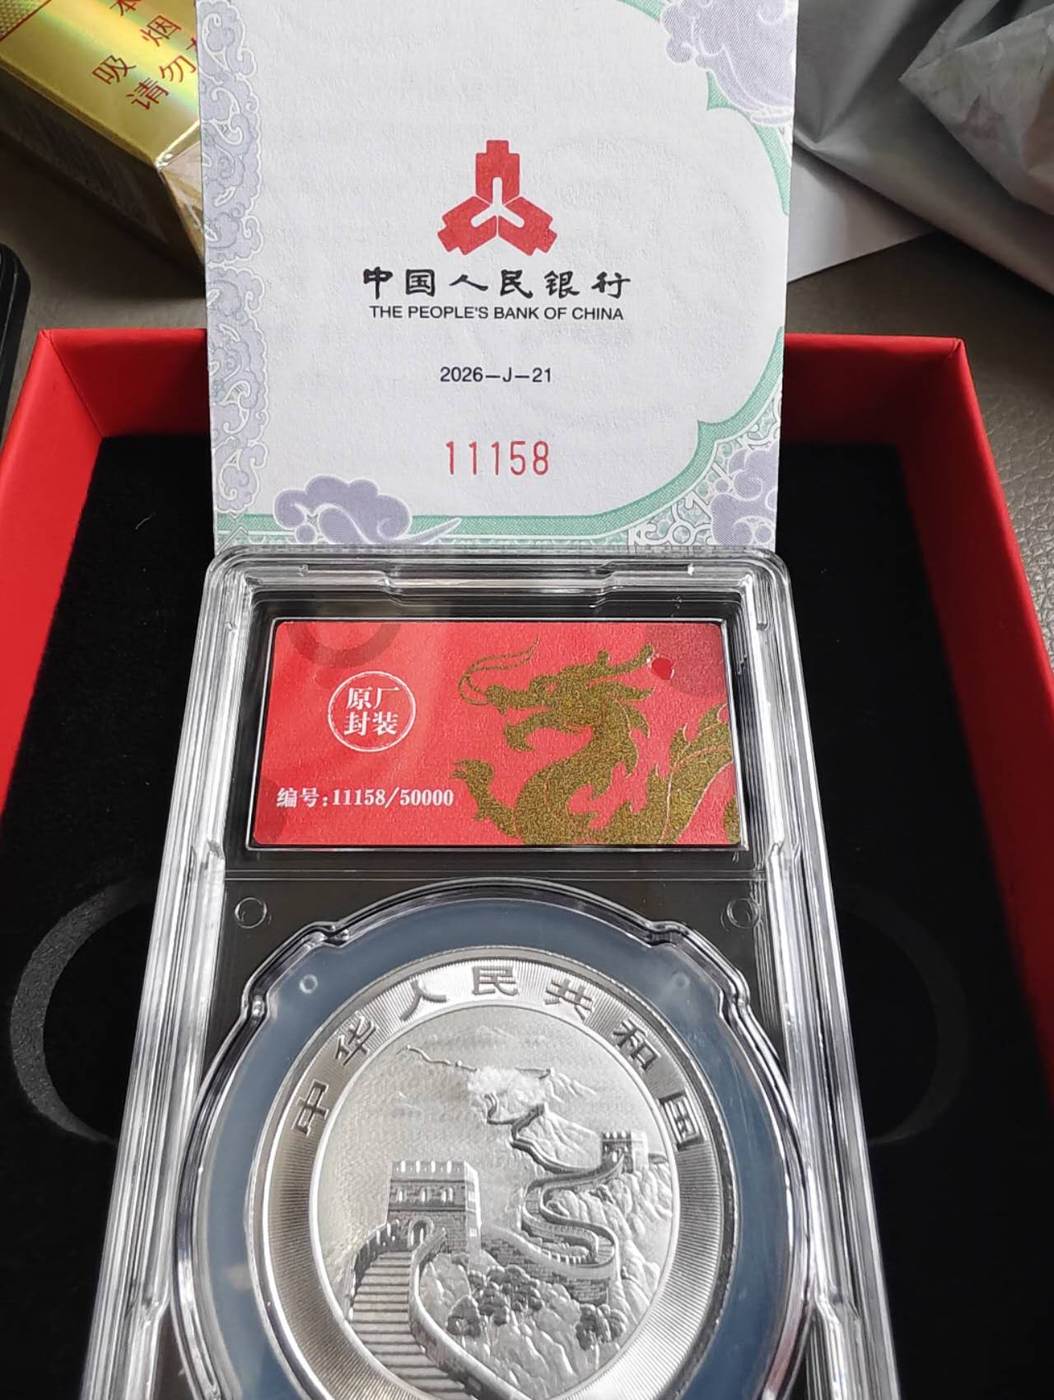 吸烟
请勿
中国人民银行
THE PEOPLE'S BANK OF CHINA
2026—J—21
11158
原厂
封装
编号:11158/50000
中华人民共和国